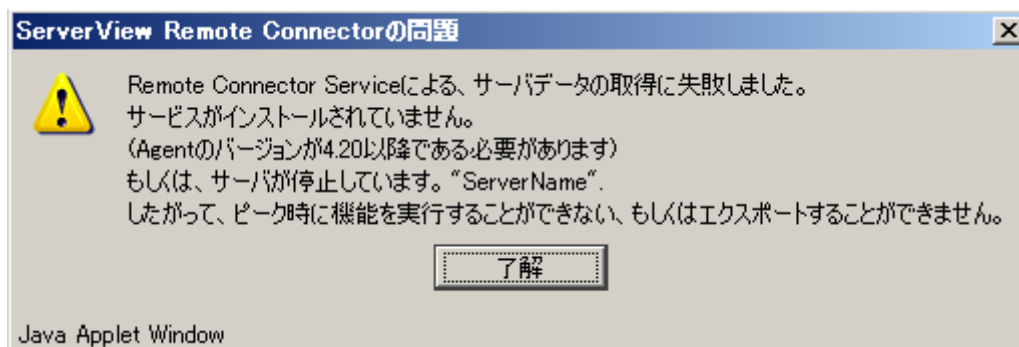 ServerView Remote Connectorの問題
Remote Connector Serviceによる、サーバデータの取得に失敗しました。
サービスがインストールされていません。
(Agentのバージョンが4.20以降である必要があります)
もしくは、サーバが停止しています。"ServerName".
したがって、ピーク時に機能を実行することができない、もしくはエクスポートすることができません。
了解
Java Applet Window